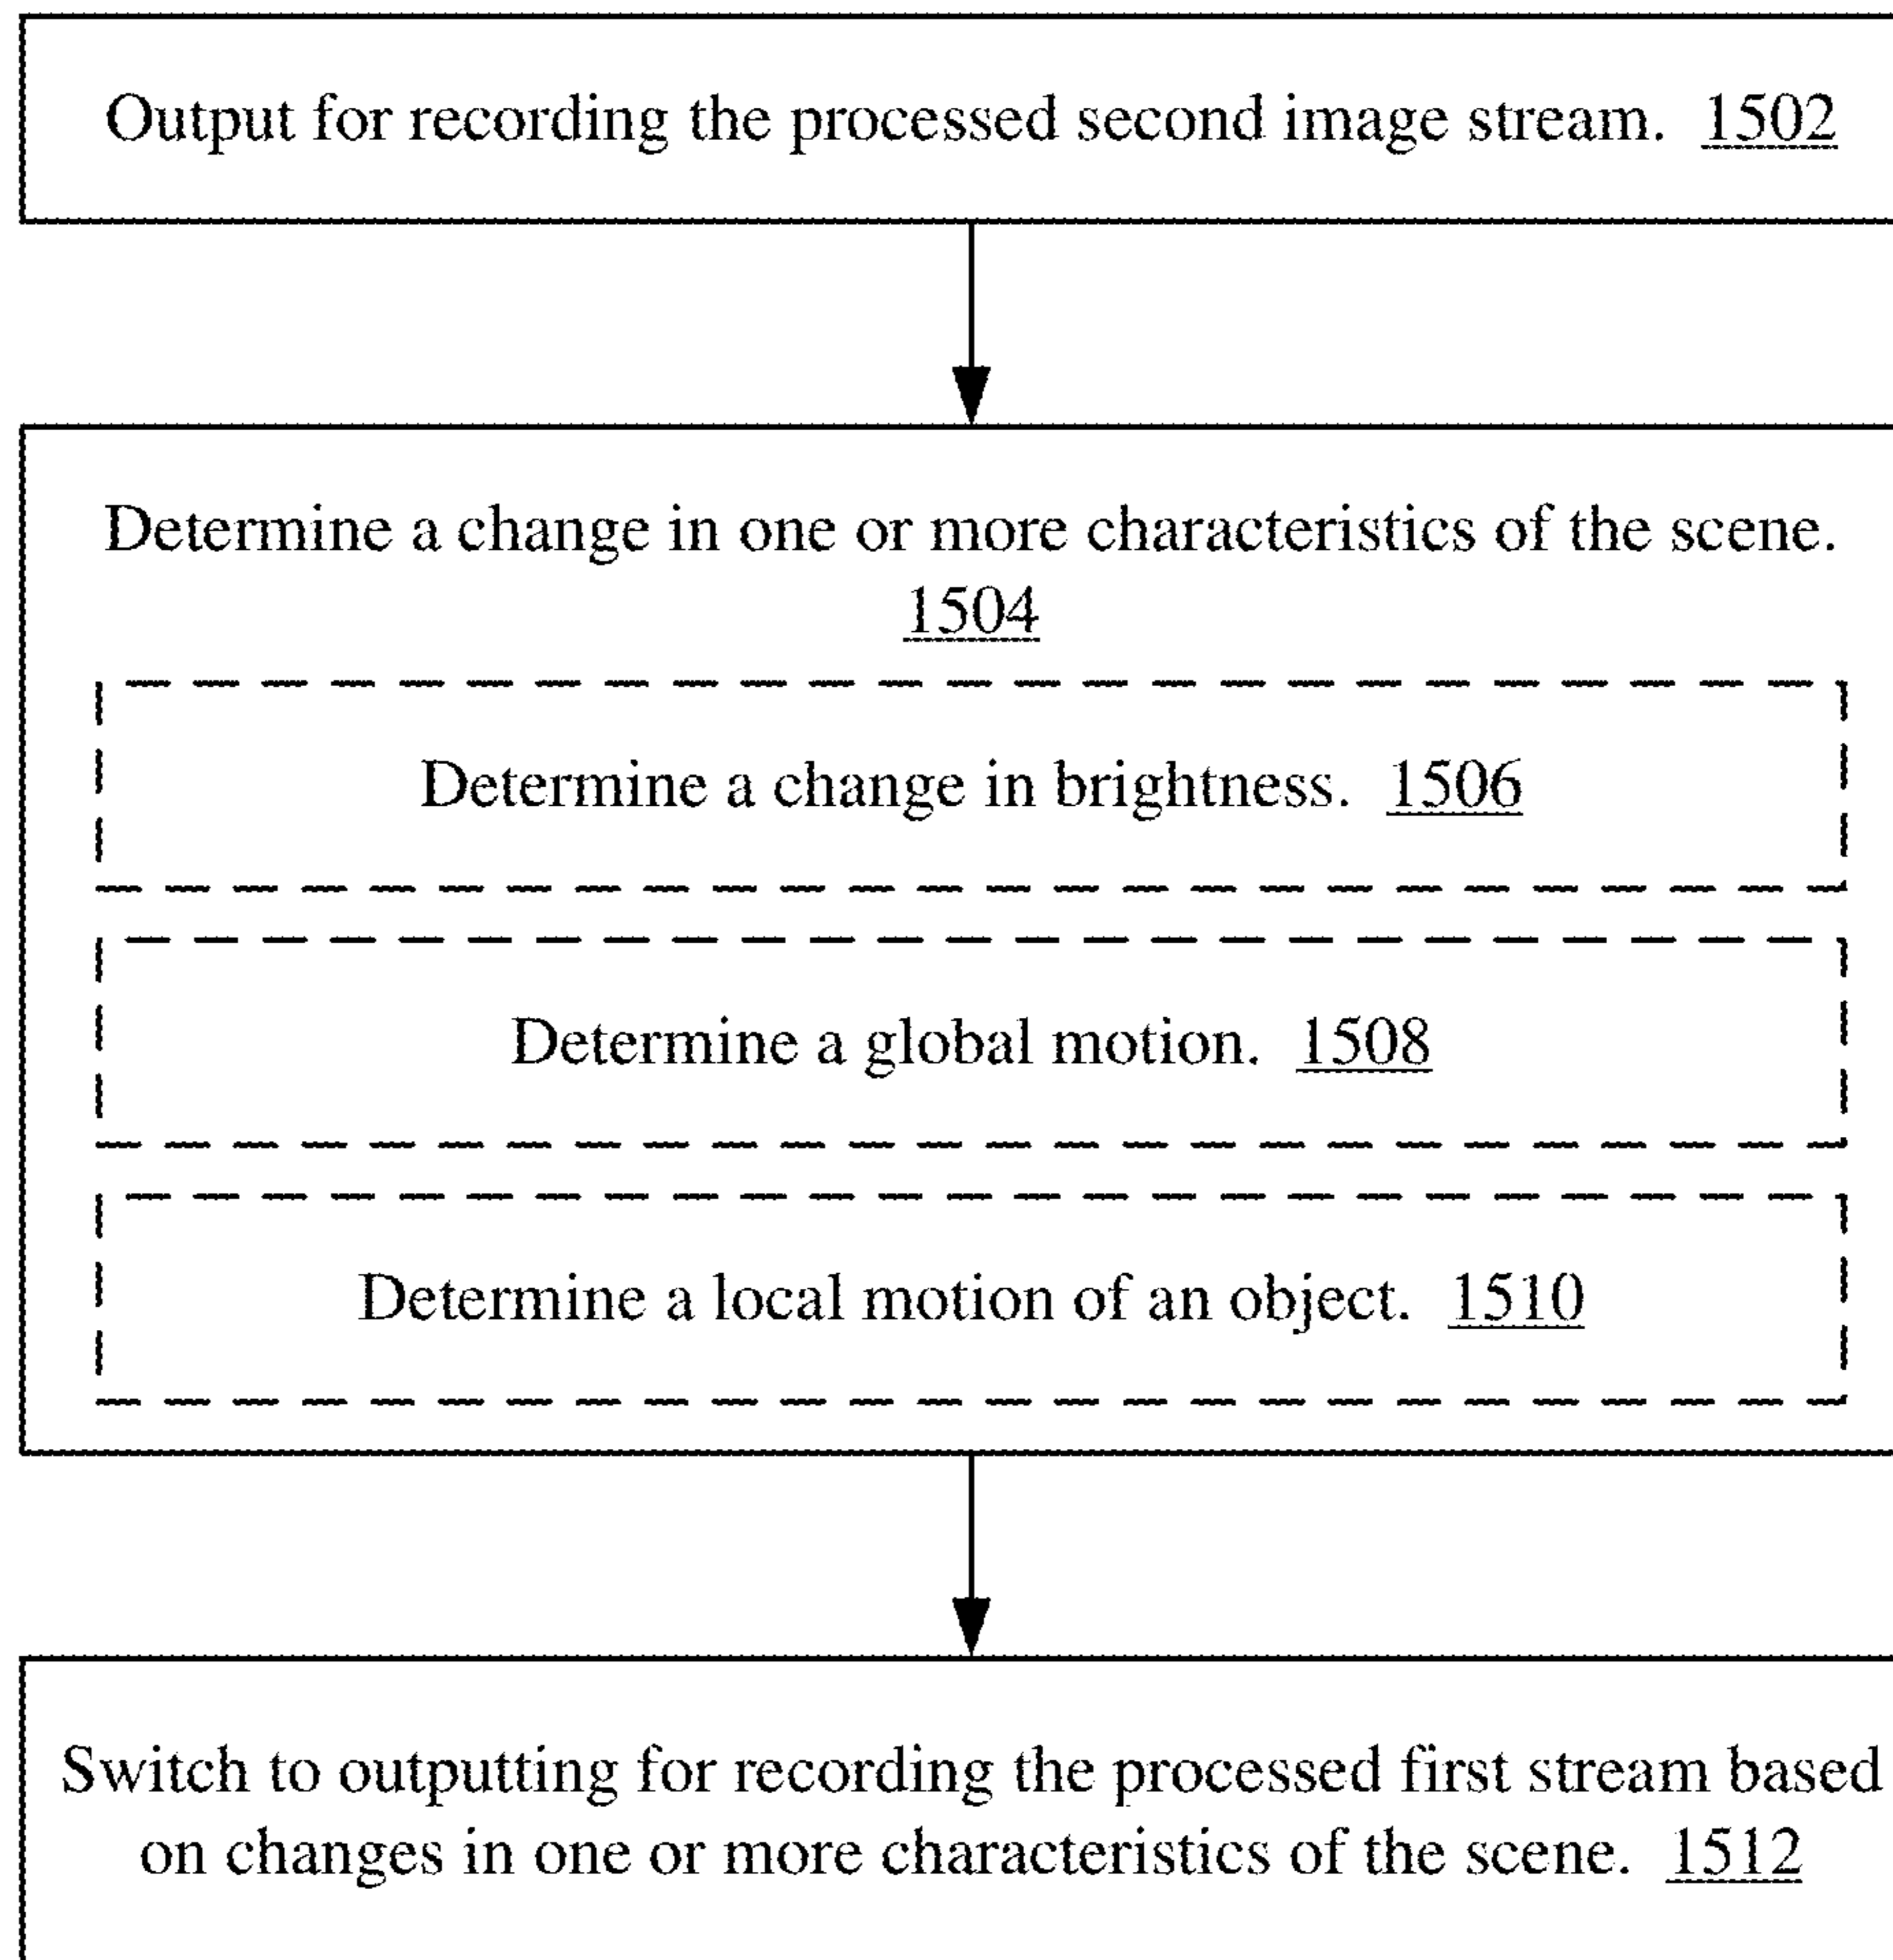 Output for recording the processed second image stream. 1502
Determine a change in one or more characteristics of the scene.
1504
Determine a change in brightness. 1506
Determine a global motion. 1508
Determine a local motion of an object. 1510
Switch to outputting for recording the processed first stream based
on changes in one or more characteristics of the scene. 1512